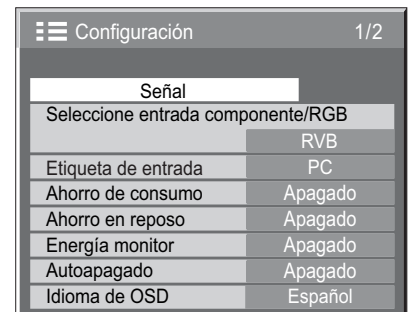 Configuración 1/2
Señal
Seleccione entrada componente/RGB
RVB
Etiqueta de entrada PC
Ahorro de consumo Apagado
Ahorro en reposo Apagado
Energía monitor Apagado
Autoapagado Apagado
Idioma de OSD Español